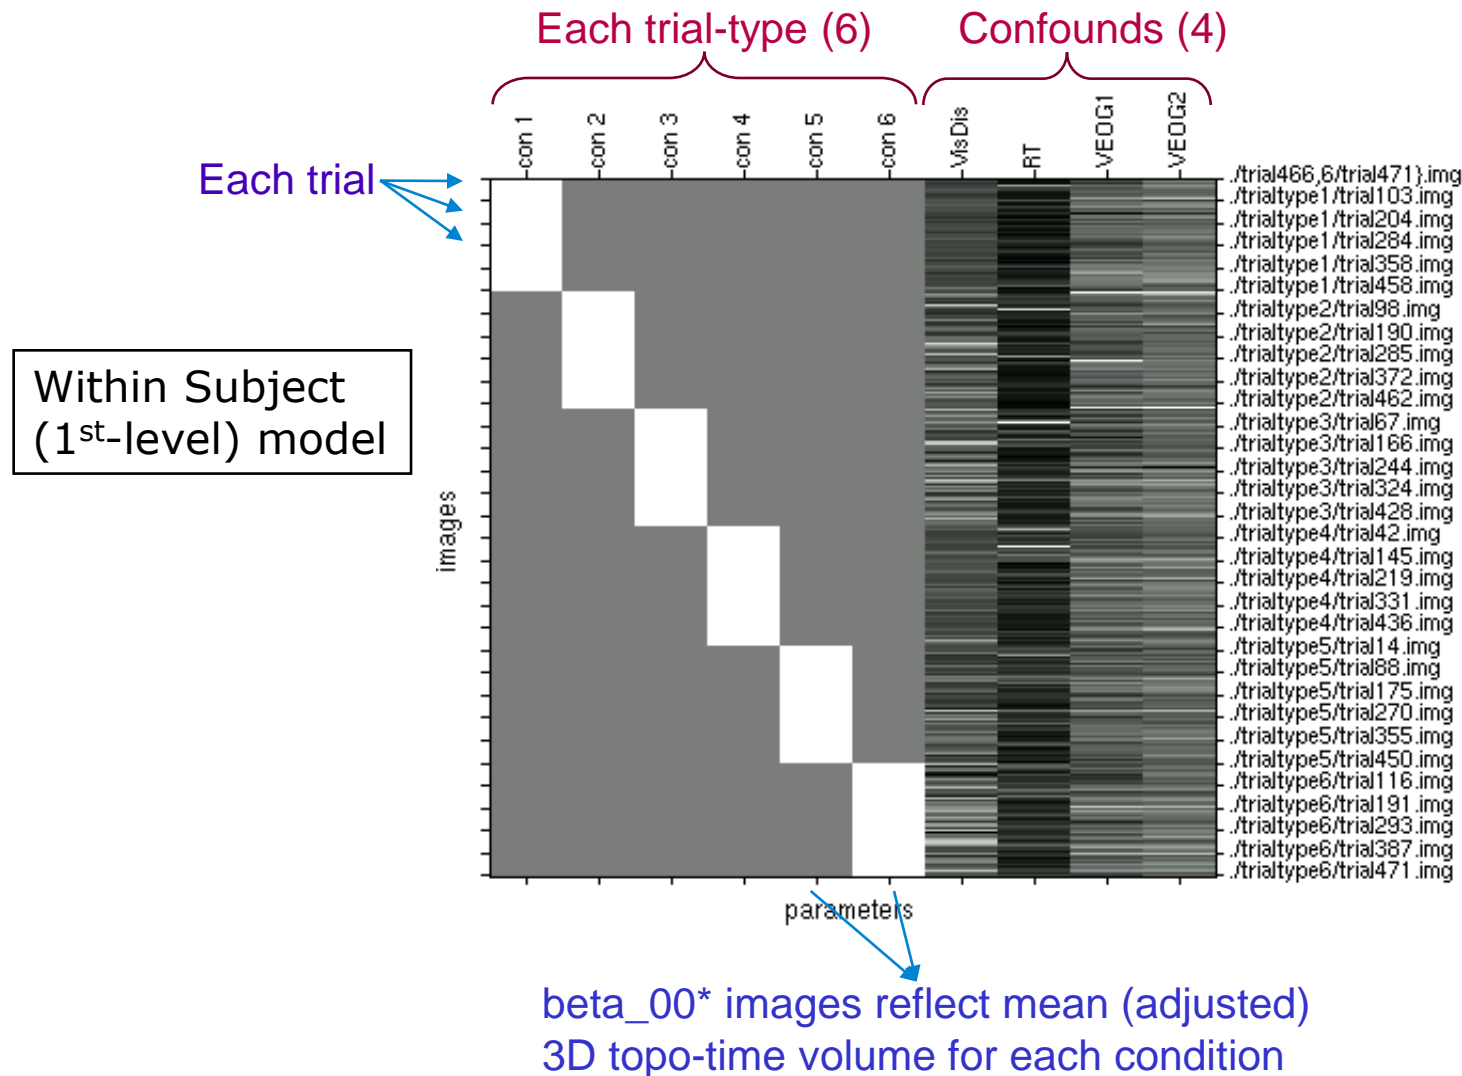 Each trial-type (6)
Confounds (4)
con 1
con 2
con 3
con 4
con 5
con 6
VisDis
RT
VEOG1
VEOG2
Each trial
Within Subject
(1st-level) model
images
./trial466,6/trial471}.img
./trialtype1/trial103.img
./trialtype1/trial204.img
./trialtype1/trial284.img
./trialtype1/trial358.img
./trialtype1/trial458.img
./trialtype2/trial98.img
./trialtype2/trial190.img
./trialtype2/trial285.img
./trialtype2/trial372.img
./trialtype2/trial462.img
./trialtype3/trial67.img
./trialtype3/trial166.img
./trialtype3/trial244.img
./trialtype3/trial324.img
./trialtype3/trial428.img
./trialtype4/trial42.img
./trialtype4/trial145.img
./trialtype4/trial219.img
./trialtype4/trial331.img
./trialtype4/trial436.img
./trialtype5/trial14.img
./trialtype5/trial88.img
./trialtype5/trial175.img
./trialtype5/trial270.img
./trialtype5/trial355.img
./trialtype5/trial450.img
./trialtype6/trial116.img
./trialtype6/trial191.img
./trialtype6/trial293.img
./trialtype6/trial387.img
./trialtype6/trial471.img
parameters
beta_00* images reflect mean (adjusted)
3D topo-time volume for each condition